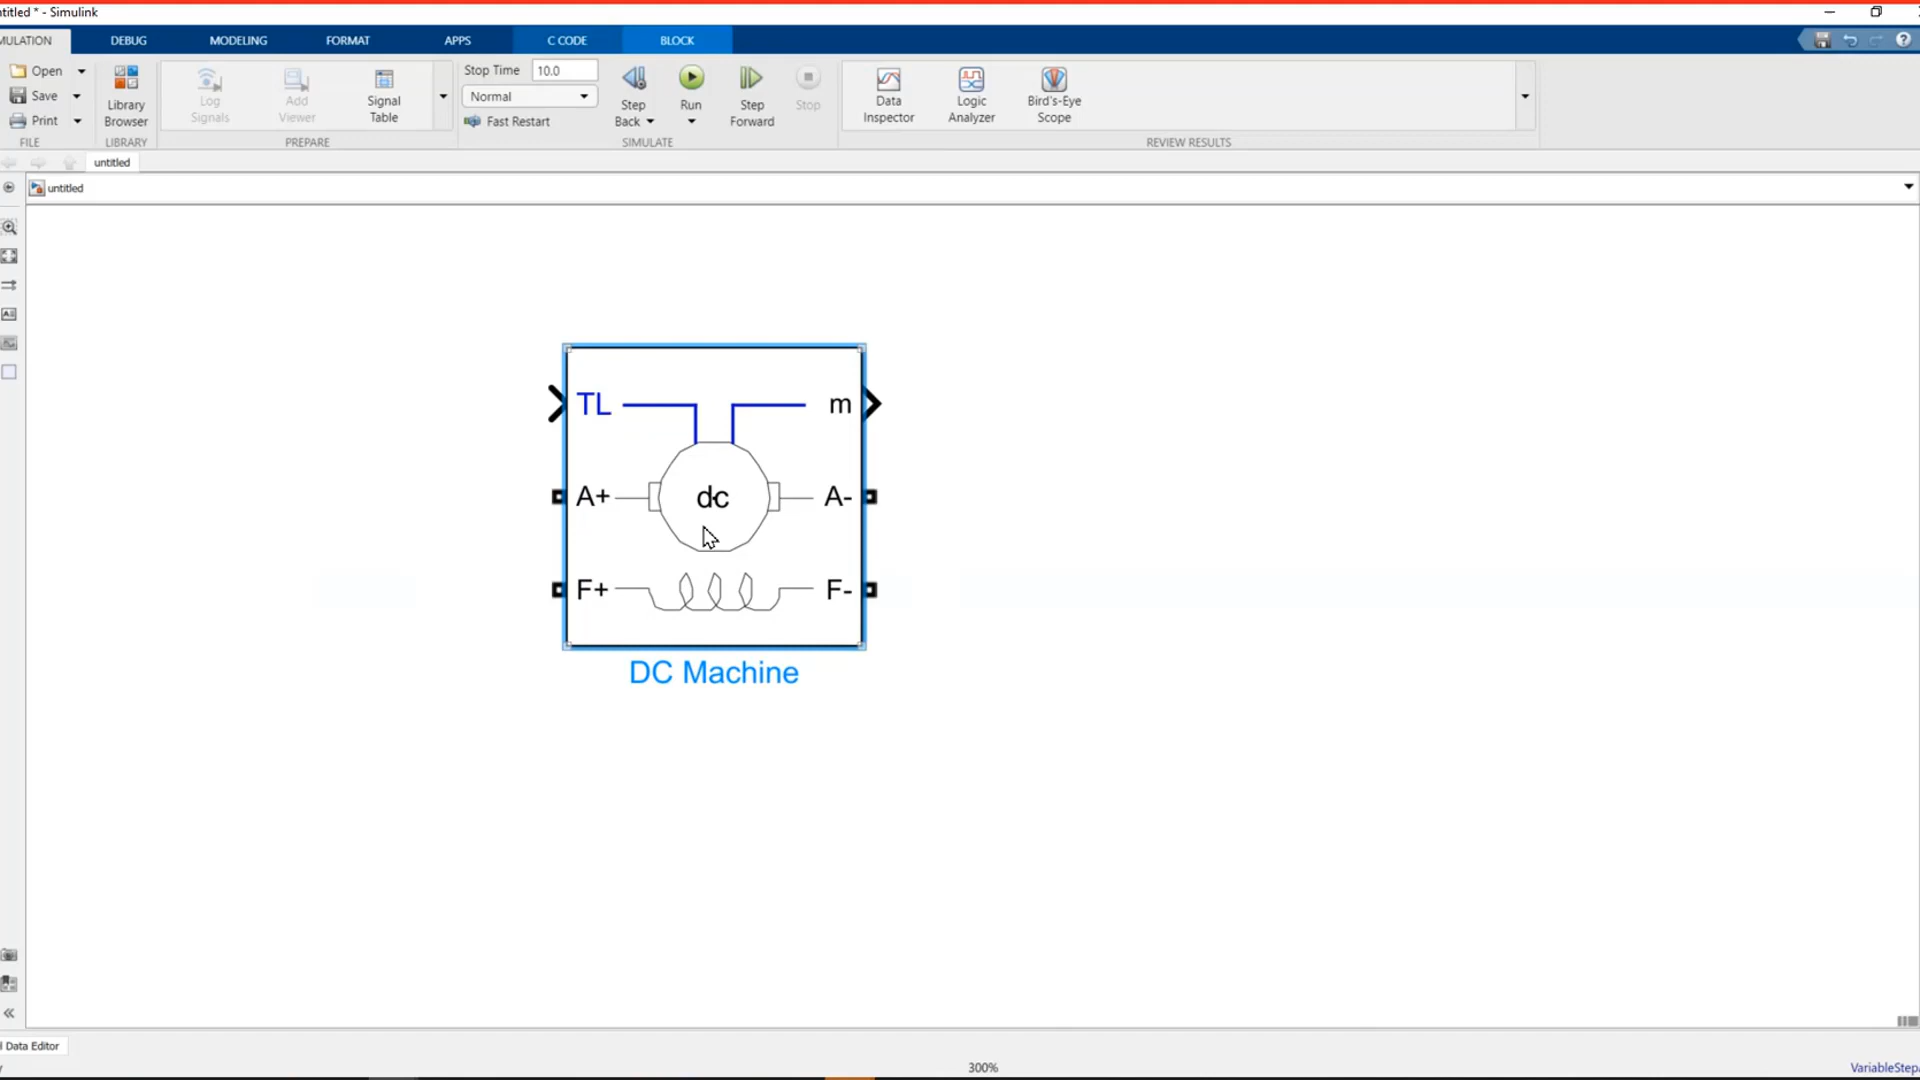 ntitled * - Simulink
MULATION DEBUG MODELING FORMAT APPS C CODE BLOCK
Open
Save
Print
FILE
Library
Browser
LIBRARY
Log
Signals
Add
Viewer
Signal
Table
PREPARE
Stop Time 10.0
Normal
Fast Restart
Step
Back
Run
Step
Forward
Stop
SIMULATE
Data
Inspector
Logic
Analyzer
Bird's-Eye
Scope
REVIEW RESULTS
untitled
untitled
TL m
A+ dc A-
F+ F-
DC Machine
l Data Editor
300%
VariableStep